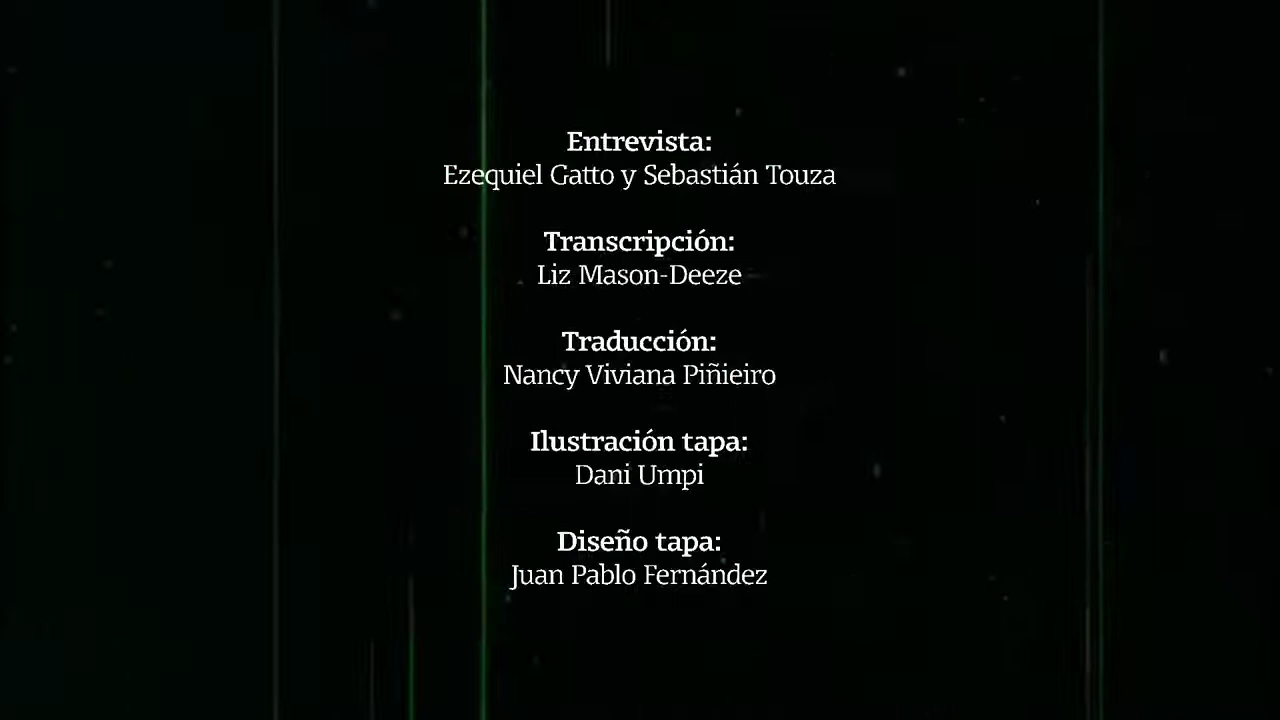 Entrevista:
Ezequiel Gatto y Sebastián Touza
Transcripción:
Liz Mason-Deeze
Traducción:
Nancy Viviana Piñieiro
Ilustración tapa:
Dani Umpi
Diseño tapa:
Juan Pablo Fernández